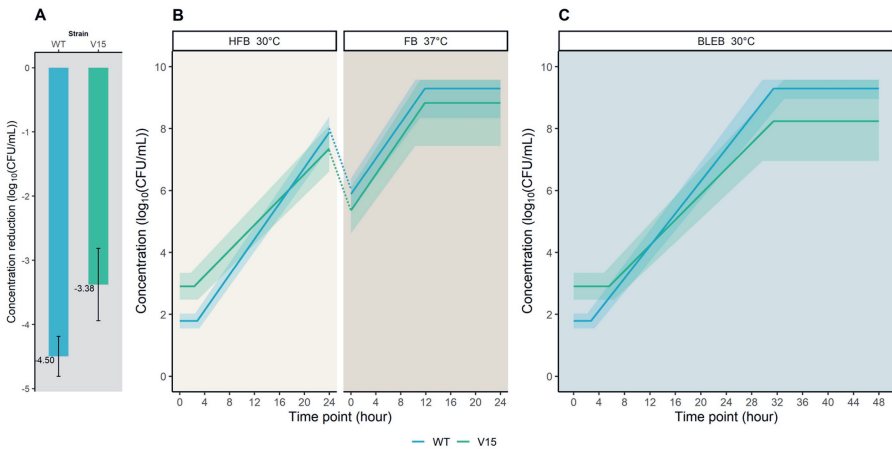 A
Strain
WT V15
Concentration reduction (log10(CFU/mL))
0
-1
-2
-3
-4
-5
-4.50
-3.38
B
HFB 30°C
FB 37°C
Concentration (log10(CFU/mL))
10
8
6
4
2
0
0 4 8 12 16 20 24
0 4 8 12 16 20 24
Time point (hour)
C
BLEB 30°C
Concentration (log10(CFU/mL))
10
8
6
4
2
0
0 4 8 12 16 20 24 28 32 36 40 44 48
Time point (hour)
WT V15